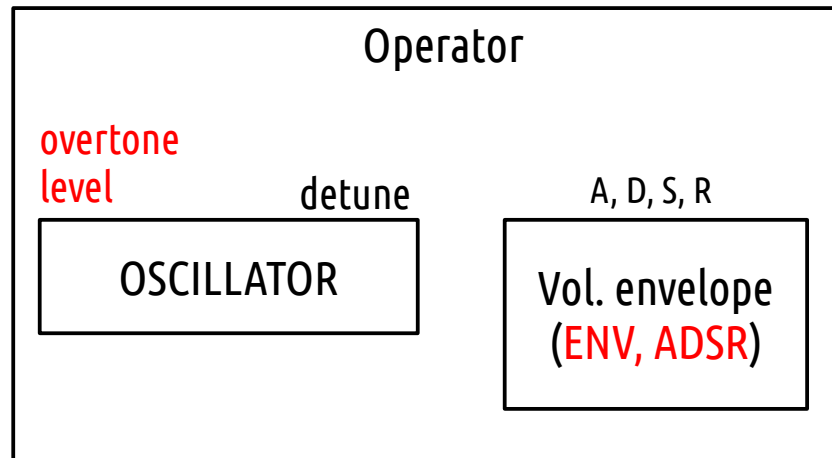 Operator
overtone
level
detune
OSCILLATOR
A, D, S, R
Vol. envelope
(ENV, ADSR)